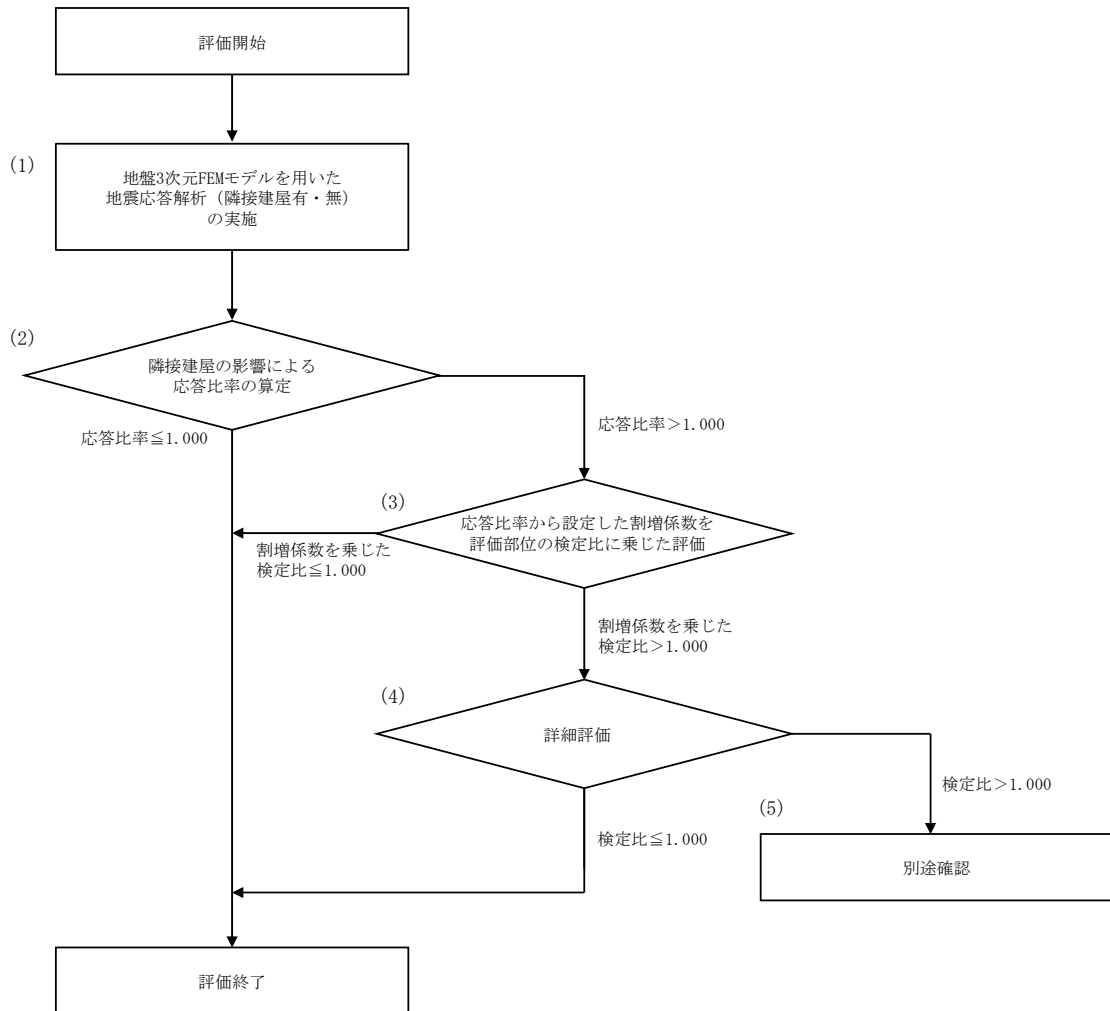 評価開始
(1)
地盤3次元FEMモデルを用いた
地震応答解析（隣接建屋有・無）
の実施
(2)
隣接建屋の影響による
応答比率の算定
応答比率≦1.000
応答比率＞1.000
(3)
応答比率から設定した割増係数を
評価部位の検定比に乗じた評価
割増係数を乗じた
検定比≦1.000
割増係数を乗じた
検定比＞1.000
(4)
詳細評価
検定比＞1.000
検定比≦1.000
(5)
別途確認
評価終了